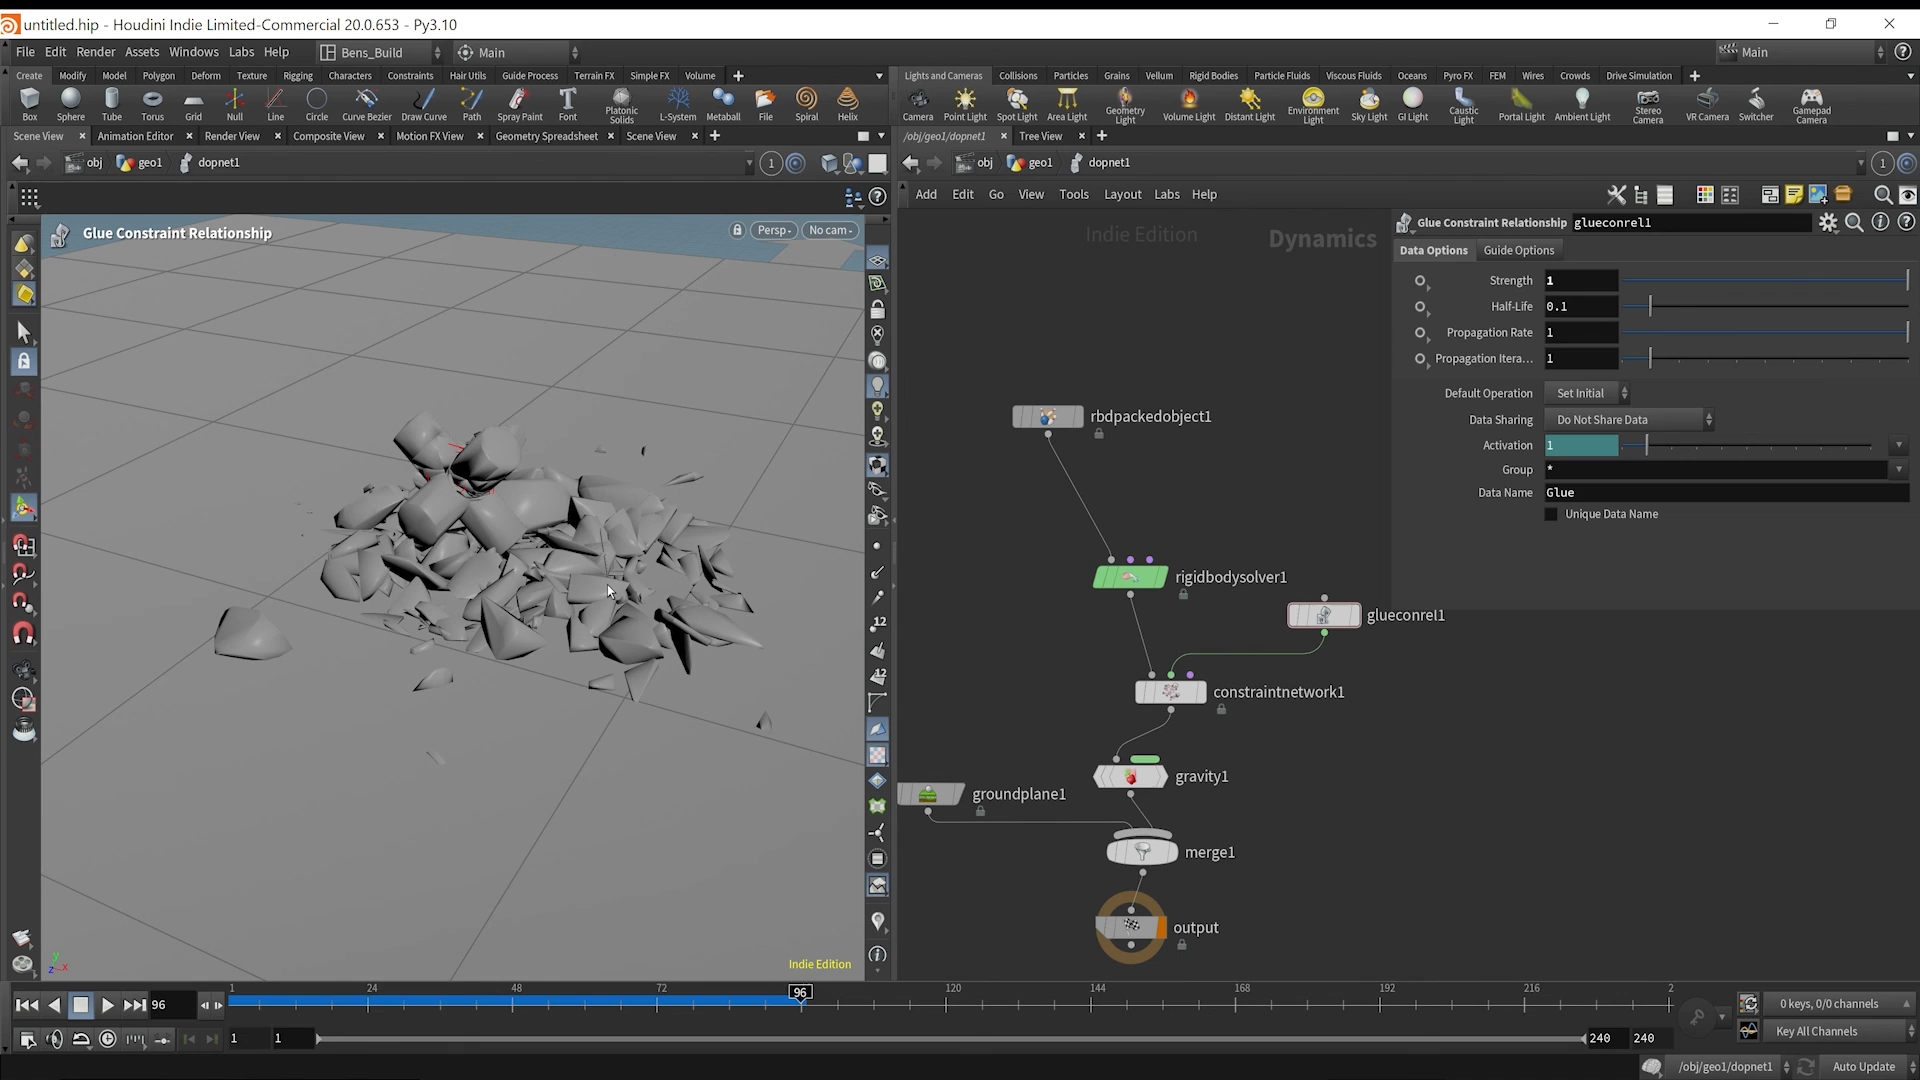 untitled.hip - Houdini Indie Limited-Commercial 20.0.653 - Py3.10
File Edit Render Assets Windows Labs Help Bens_Build Main Main
Create Modify Model Polygon Deform Texture Rigging Characters Constraints Hair Utils Guide Process Terrain FX Simple FX Volume
Lights and Cameras Collisions Particles Grains Vellum Rigid Bodies Particle Fluids Viscous Fluids Oceans Pyro FX FEM Wires Crowds Drive Simulation
Box Sphere Tube Torus Grid Null Line Circle Curve Bezier Draw Curve Path Spray Paint Font Platonic Solids L-System Metaball File Spiral Helix
Camera Point Light Spot Light Area Light Geometry Light Volume Light Distant Light Environment Light Sky Light GI Light Caustic Light Portal Light Ambient Light Stereo Camera VR Camera Switcher Gamepad Camera
Scene View Animation Editor Render View Composite View Motion FX View Geometry Spreadsheet Scene View
/obj/geo1/dopnet1 Tree View
obj geo1 dopnet1 1
obj geo1 dopnet1 1
Add Edit Go View Tools Layout Labs Help
Glue Constraint Relationship
Persp No cam
Indie Edition
Dynamics
Glue Constraint Relationship glueconrel1
Data Options Guide Options
Strength 1
Half-Life 0.1
Propagation Rate 1
Propagation Itera... 1
Default Operation Set Initial
Data Sharing Do Not Share Data
Activation 1
Group *
Data Name Glue
Unique Data Name
rbdpackedobject1
rigidbodysolver1
glueconrel1
constraintnetwork1
gravity1
groundplane1
merge1
output
12
12
y
z x
Indie Edition
96 1 24 48 72 96 120 144 168 192 216 2
0 keys, 0/0 channels
1 1 240 240
Key All Channels
/obj/geo1/dopnet1 Auto Update